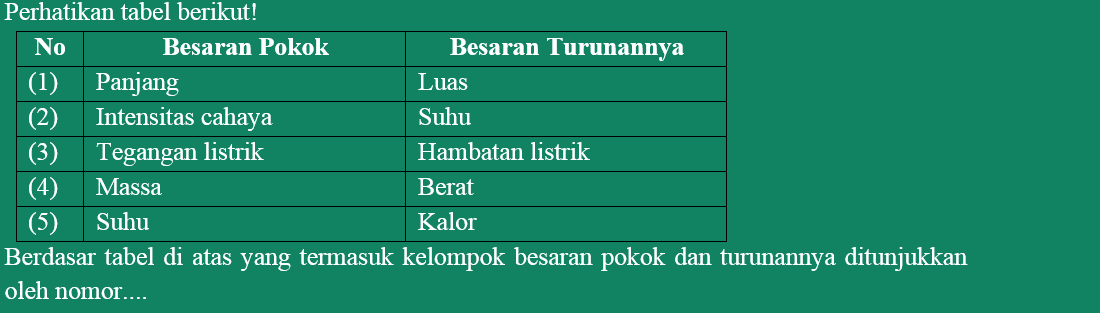 Perhatikan tabel berikut!
No Besaran Pokok Besaran Turunannya
(1) Panjang Luas
(2) Intensitas cahaya Suhu
(3) Tegangan listrik Hambatan listrik
(4) Massa Berat
(5) Suhu Kalor
Berdasar tabel di atas yang termasuk kelompok besaran pokok dan turunannya ditunjukkan
oleh nomor....